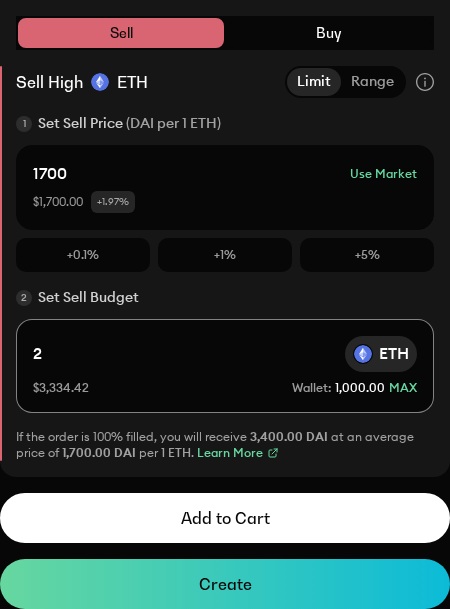 Sell Buy
Sell High ETH Limit Range
1 Set Sell Price (DAI per 1 ETH)
1700 Use Market
$1,700.00 +1.97%
+0.1% +1% +5%
2 Set Sell Budget
2 ETH
$3,334.42 Wallet: 1,000.00 MAX
If the order is 100% filled, you will receive 3,400.00 DAI at an average
price of 1,700.00 DAI per 1 ETH. Learn More
Add to Cart
Create